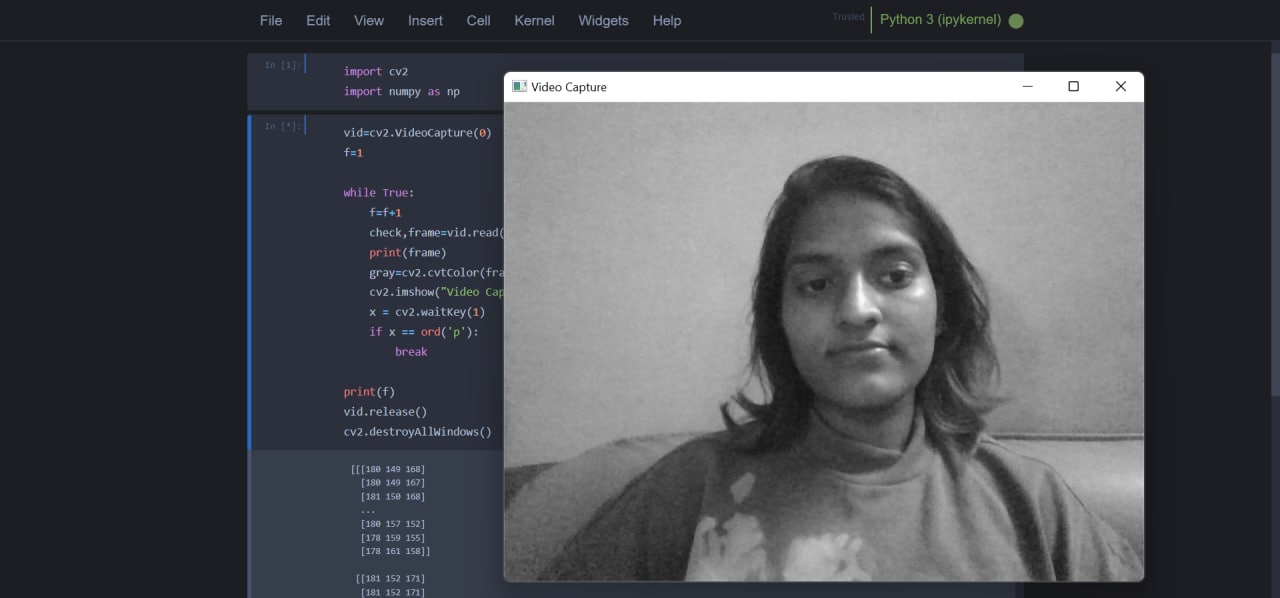 File Edit View Insert Cell Kernel Widgets Help Trusted Python 3 (ipykernel)
In [1]:
import cv2
import numpy as np
Video Capture
In [*]:
vid=cv2.VideoCapture(0)
f=1
while True:
f=f+1
check,frame=vid.read(
print(frame)
gray=cv2.cvtColor(fra
cv2.imshow("Video Cap
x = cv2.waitKey(1)
if x == ord('p'):
break
print(f)
vid.release()
cv2.destroyAllWindows()
[[[180 149 168]
[180 149 167]
[181 150 168]
...
[180 157 152]
[178 159 155]
[178 161 158]]
[[181 152 171]
[181 152 171]